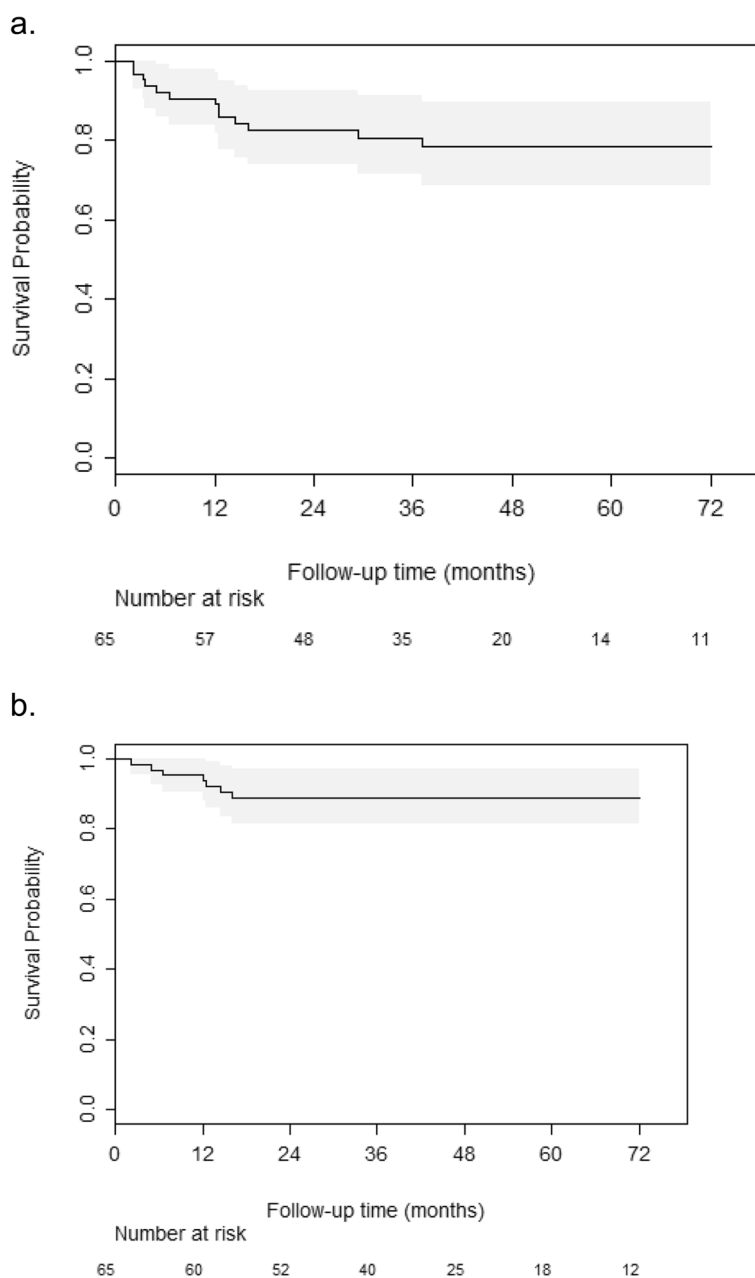 a.
Survival Probability
1.0
0.8
0.6
0.4
0.2
0.0
0 12 24 36 48 60 72
Follow-up time (months)
Number at risk
65 57 48 35 20 14 11
b.
Survival Probability
1.0
0.8
0.6
0.4
0.2
0.0
0 12 24 36 48 60 72
Follow-up time (months)
Number at risk
65 60 52 40 25 18 12